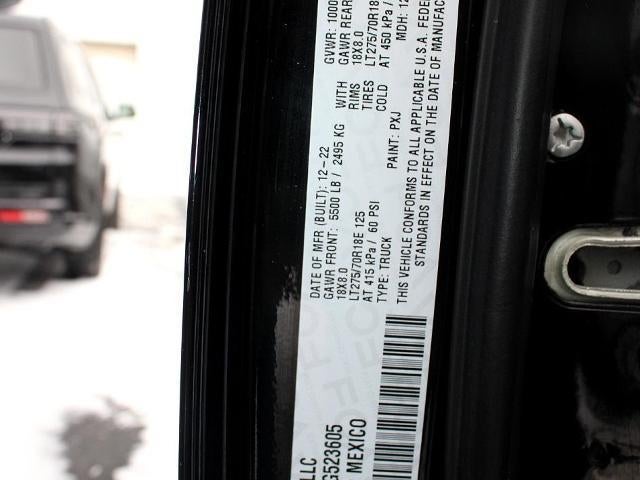 LLC
G523605
MEXICO
DATE OF MFR (BUILT): 12-22 GVWR: 1000
GAWR FRONT: 5500 LB / 2495 KG WITH GAWR REAR
18X8.0 RIMS 18X8.0
LT275/70R18E 125 TIRES LT275/70R18E
AT 415 kPa / 60 PSI COLD AT 450 kPa /
TYPE: TRUCK PAINT: PXJ MDH: 12
THIS VEHICLE CONFORMS TO ALL APPLICABLE U.S.A. FEDE
STANDARDS IN EFFECT ON THE DATE OF MANUFAC